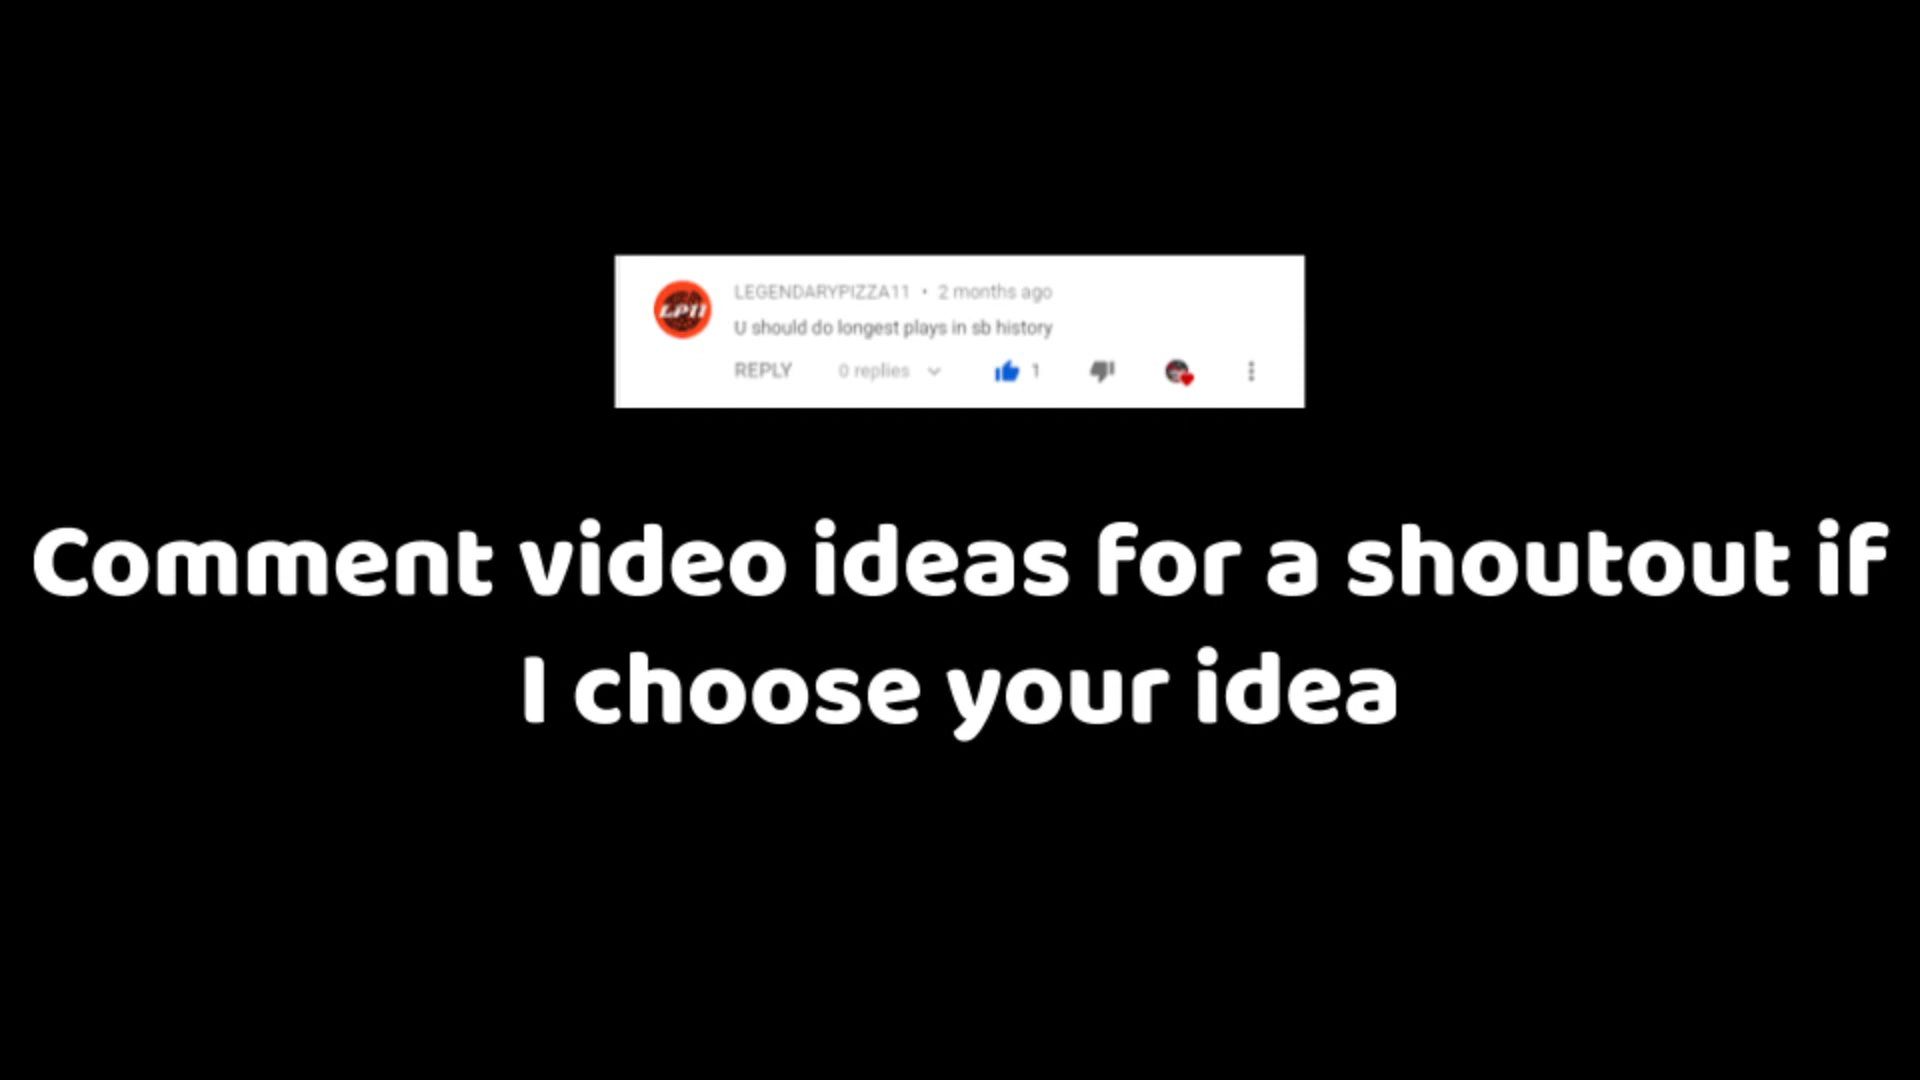 LEGENDARYPIZZA11 • 2 months ago
LP11
U should do longest plays in sb history
REPLY 0 replies 1
Comment video ideas for a shoutout if
I choose your idea